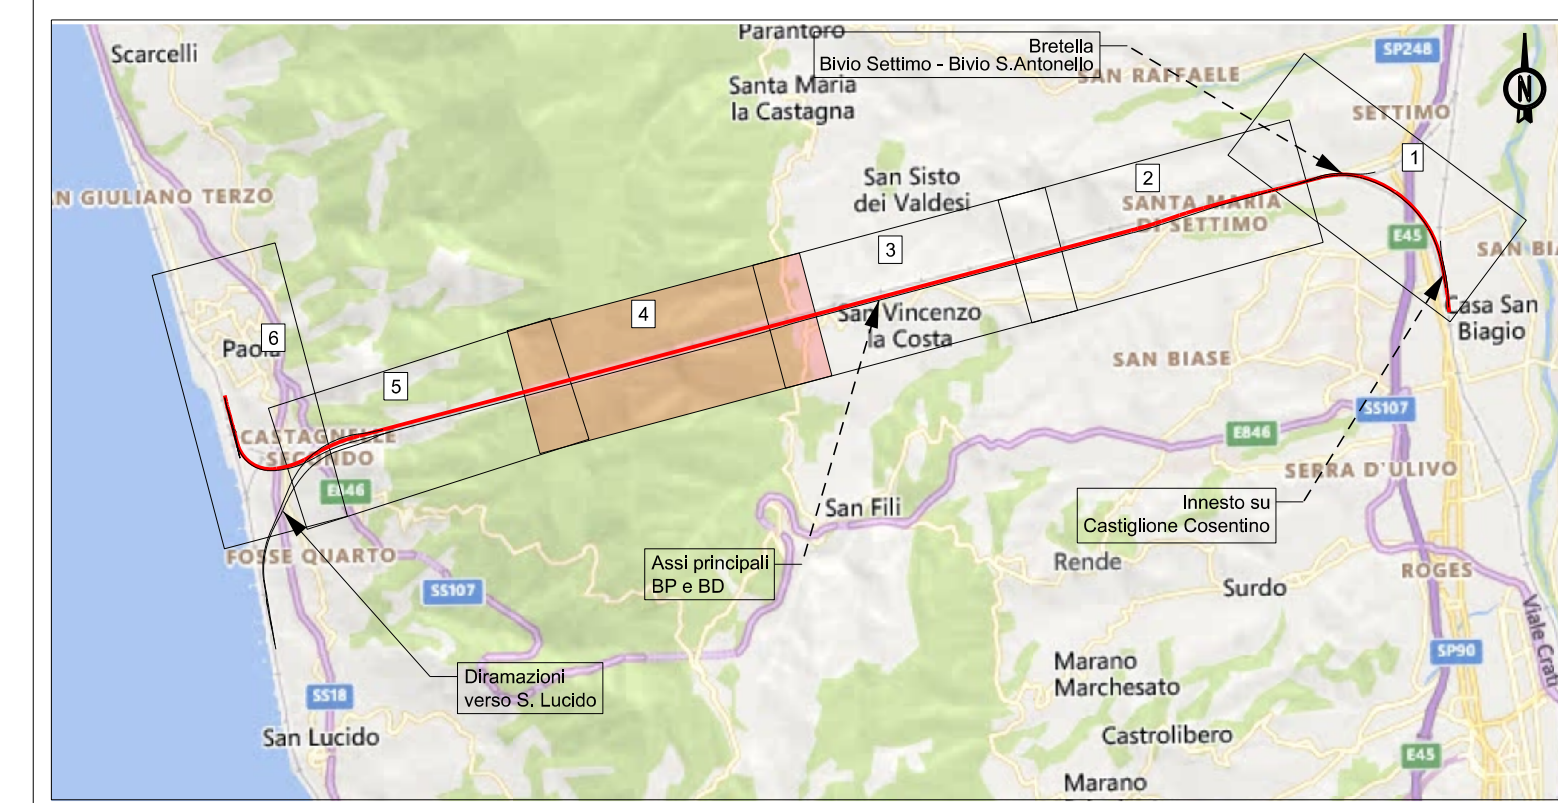 Parantoro
Scarcelli
Bretella
Bivio Settimo - Bivio S.Antonello
SP248
N
Santa Maria
la Castagna
SAN RAFFAELE
SETTIMO
1
San Sisto
dei Valdesi
2
SANTA MARIA
DI SETTIMO
N GIULIANO TERZO
3
E45
SAN BIA
4
San Vincenzo
la Costa
Casa San
Biagio
6
Paola
SAN BIASE
5
SS107
E846
CASTAGNELLE
SECONDO
SERRA D'ULIVO
E846
San Fili
Innesto su
Castiglione Cosentino
FOSSE QUARTO
Assi principali
BP e BD
Rende
ROGES
SS107
Surdo
Viale Crati
Diramazioni
verso S. Lucido
SP90
Marano
Marchesato
SS18
San Lucido
Castrolibero
E45
Marano